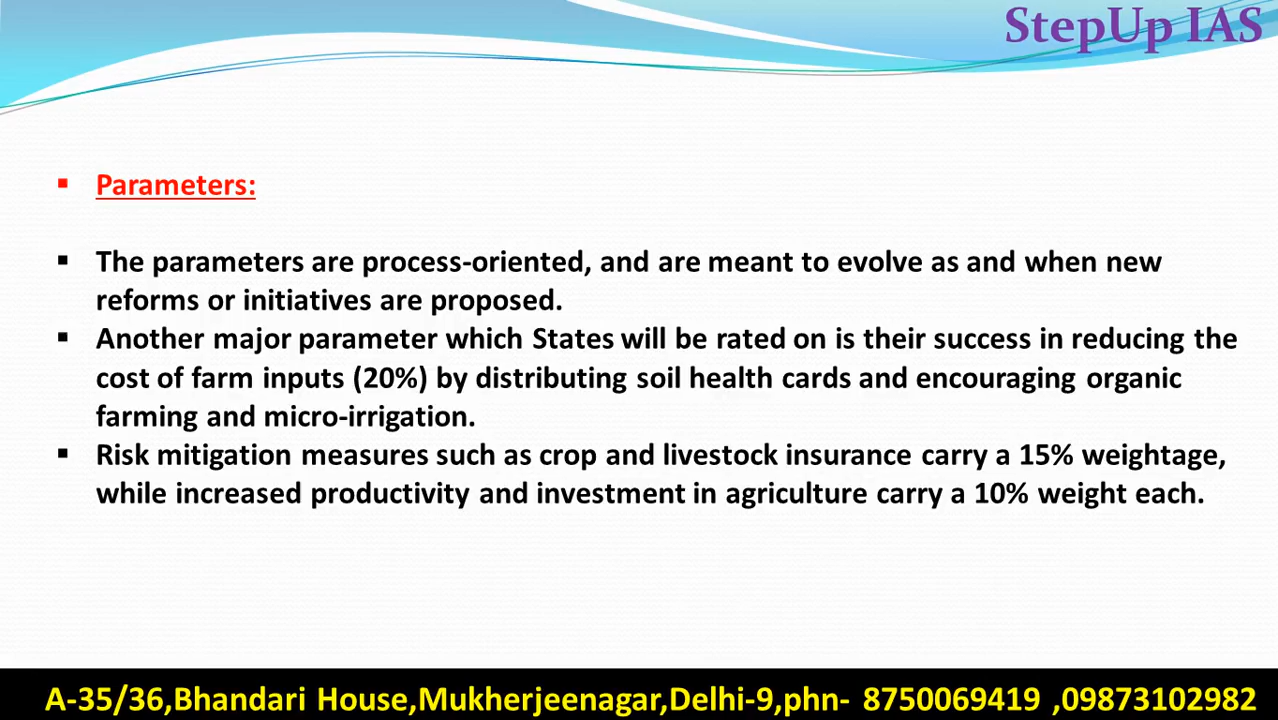 StepUp IAS
▪ Parameters:
▪ The parameters are process-oriented, and are meant to evolve as and when new
reforms or initiatives are proposed.
▪ Another major parameter which States will be rated on is their success in reducing the
cost of farm inputs (20%) by distributing soil health cards and encouraging organic
farming and micro-irrigation.
▪ Risk mitigation measures such as crop and livestock insurance carry a 15% weightage,
while increased productivity and investment in agriculture carry a 10% weight each.
A-35/36,Bhandari House,Mukherjeenagar,Delhi-9,phn- 8750069419 ,09873102982